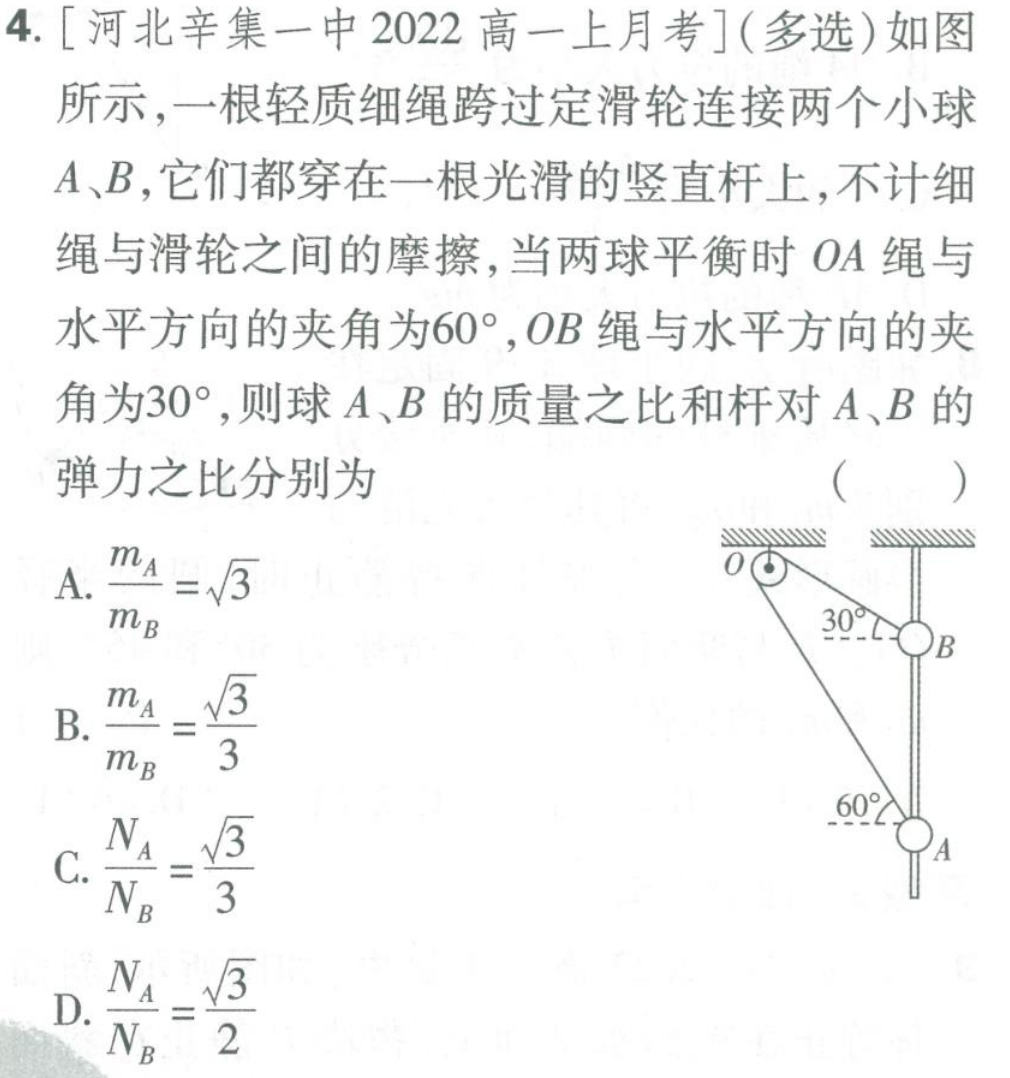 4. [河北辛集一中 2022 高一上月考](多选)如图
所示,一根轻质细绳跨过定滑轮连接两个小球
A、B,它们都穿在一根光滑的竖直杆上,不计细
绳与滑轮之间的摩擦,当两球平衡时 OA 绳与
水平方向的夹角为60°,OB 绳与水平方向的夹
角为30°,则球 A、B 的质量之比和杆对 A、B 的
弹力之比分别为 ( )
A. \frac{m_A}{m_B} = \sqrt{3}
B. \frac{m_A}{m_B} = \frac{\sqrt{3}}{3}
C. \frac{N_A}{N_B} = \frac{\sqrt{3}}{3}
D. \frac{N_A}{N_B} = \frac{\sqrt{3}}{2}
O
30°
B
60°
A